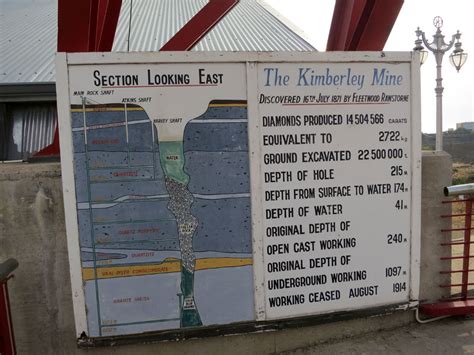 Section Looking East
MAIN ROCK SHAFT
ATKINS SHAFT
HARVEY SHAFT
WATER
QUARTZITE
The Kimberley Mine
Discovered 16th July 1871 by Fleetwood Rawstorne
Diamonds Produced 14 504 566 carats
Equivalent to 2722 kg
Ground Excavated 22 500 000 t
Depth of Hole 215 m
Depth from Surface to Water 174 m
Depth of Water 41 m
Original Depth of
Open Cast Working 240 m
Original Depth of
Underground Working 1097 m
Working Ceased August 1914